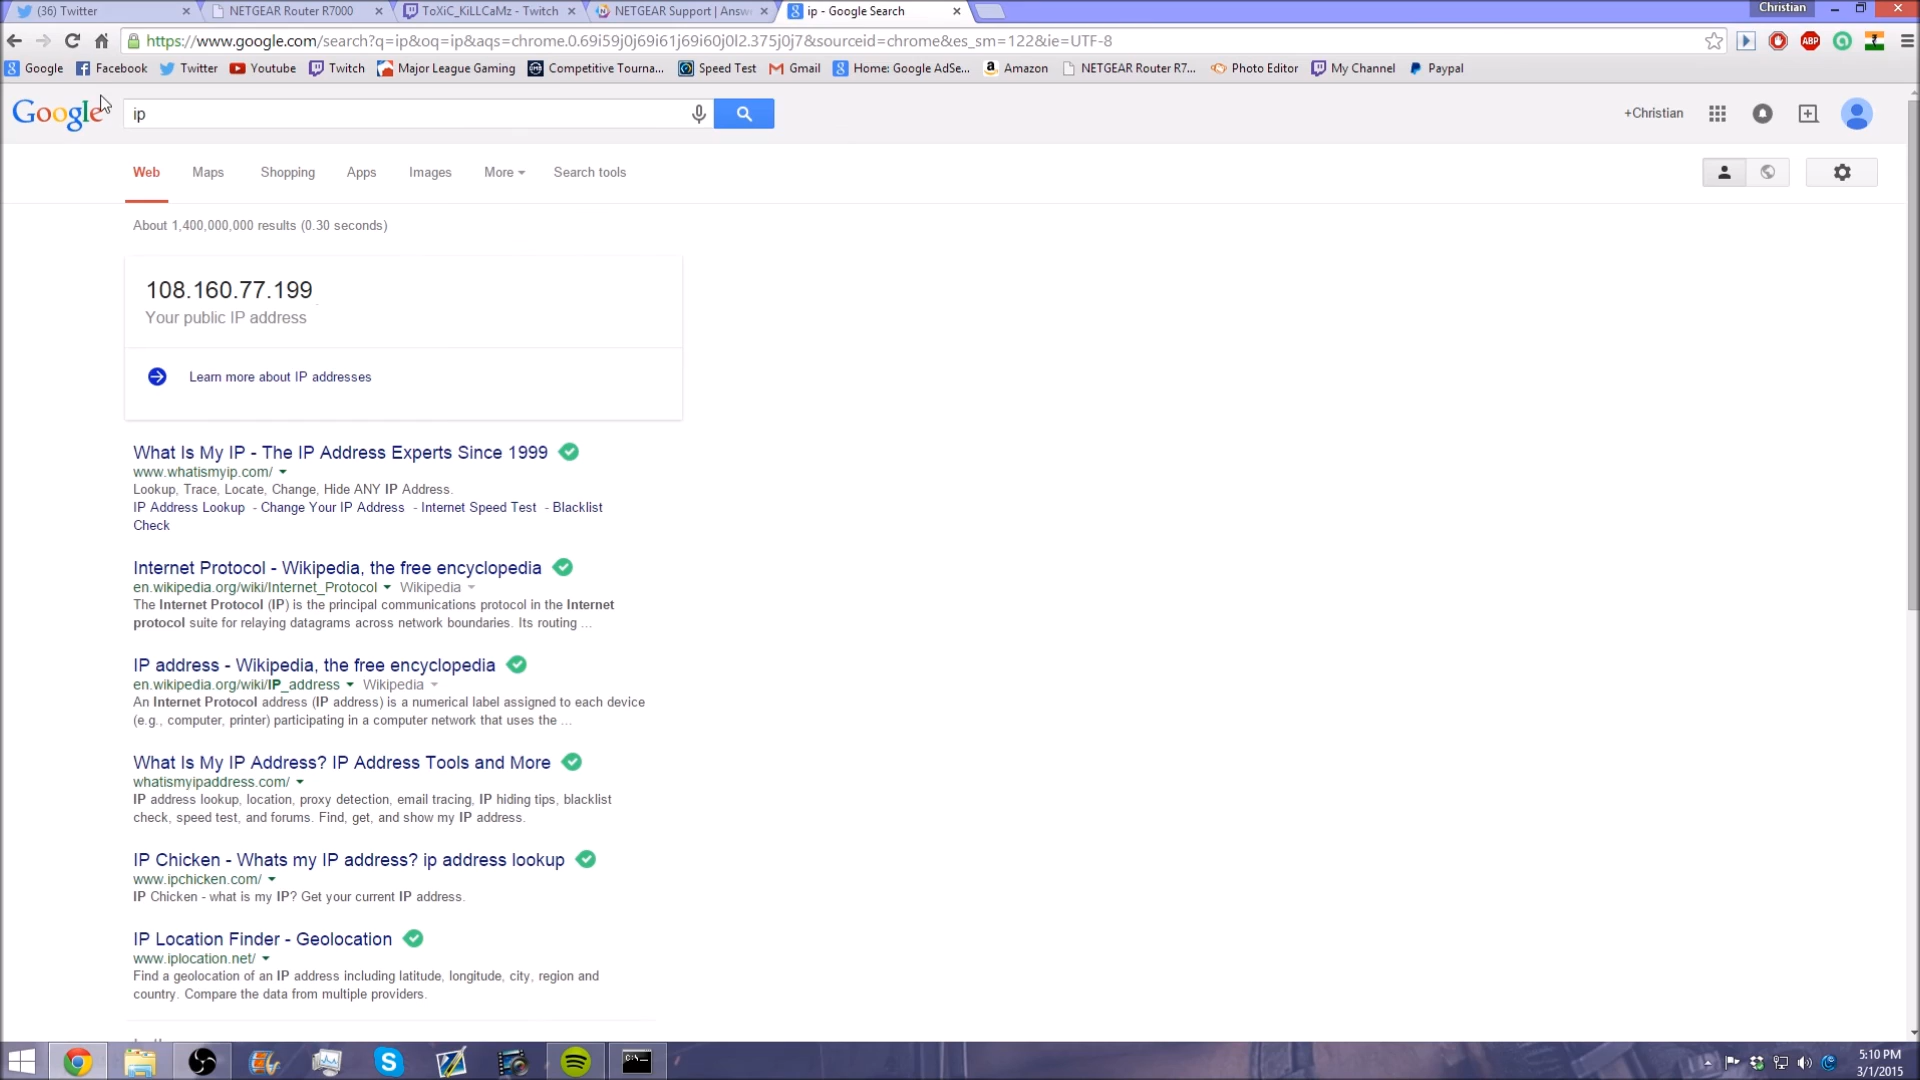 (36) Twitter
NETGEAR Router R7000
ToXiC_KiLLCaMz - Twitch
NETGEAR Support | Answ
ip - Google Search
Christian
https://www.google.com/search?q=ip&oq=ip&aqs=chrome.0.69i59j0j69i61j69i60j0l2.375j0j7&sourceid=chrome&es_sm=122&ie=UTF-8
ABP
Google
Facebook
Twitter
Youtube
Twitch
Major League Gaming
Competitive Tourna...
Speed Test
Gmail
Home: Google AdSe...
Amazon
NETGEAR Router R7...
Photo Editor
My Channel
Paypal
Google
ip
+Christian
Web
Maps
Shopping
Apps
Images
More
Search tools
About 1,400,000,000 results (0.30 seconds)
108.160.77.199
Your public IP address
Learn more about IP addresses
What Is My IP - The IP Address Experts Since 1999
www.whatismyip.com/
Lookup, Trace, Locate, Change, Hide ANY IP Address.
IP Address Lookup - Change Your IP Address - Internet Speed Test - Blacklist
Check
Internet Protocol - Wikipedia, the free encyclopedia
en.wikipedia.org/wiki/Internet_Protocol Wikipedia
The Internet Protocol (IP) is the principal communications protocol in the Internet
protocol suite for relaying datagrams across network boundaries. Its routing ...
IP address - Wikipedia, the free encyclopedia
en.wikipedia.org/wiki/IP_address Wikipedia
An Internet Protocol address (IP address) is a numerical label assigned to each device
(e.g., computer, printer) participating in a computer network that uses the ...
What Is My IP Address? IP Address Tools and More
whatismyipaddress.com/
IP address lookup, location, proxy detection, email tracing, IP hiding tips, blacklist
check, speed test, and forums. Find, get, and show my IP address.
IP Chicken - Whats my IP address? ip address lookup
www.ipchicken.com/
IP Chicken - what is my IP? Get your current IP address.
IP Location Finder - Geolocation
www.iplocation.net/
Find a geolocation of an IP address including latitude, longitude, city, region and
country. Compare the data from multiple providers.
5:10 PM
3/1/2015